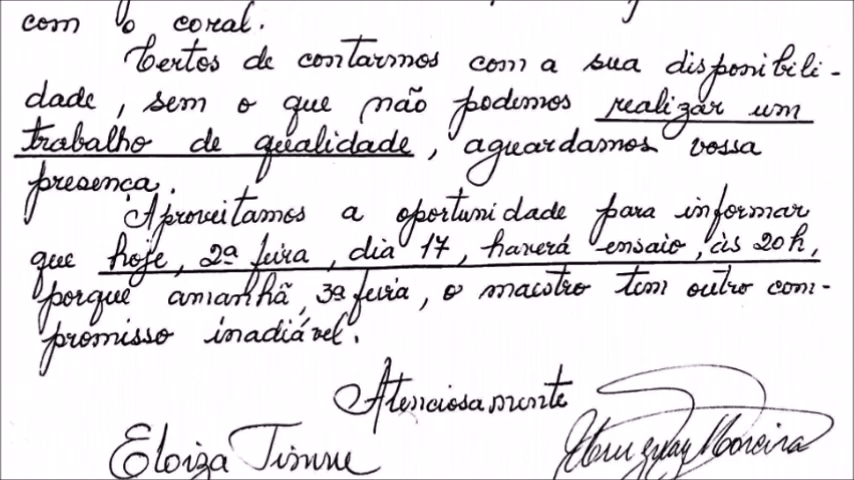 com o coral.
Certos de contarmos com a sua disponibili-
dade, sem o que não podemos realizar um
trabalho de qualidade, aguardamos vossa
presença.
Aproveitamos a oportunidade para informar
que hoje, 2ª feira, dia 17, haverá ensaio, às 20h,
porque amanhã, 3ª feira, o maestro tem outro com-
promisso inadiável.
Atenciosamente
Eloiza Moreira